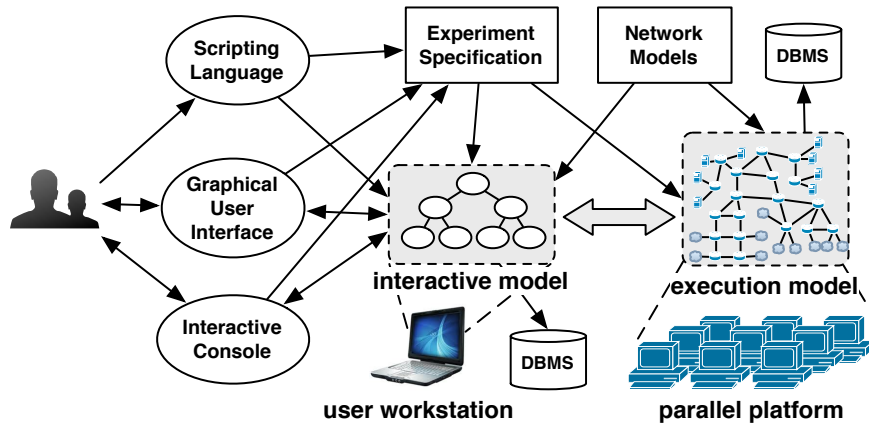 Scripting
Language
Experiment
Specification
Network
Models
DBMS
Graphical
User
Interface
interactive model
execution model
Interactive
Console
DBMS
user workstation
parallel platform